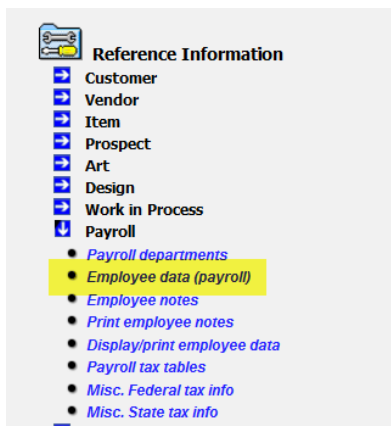 Reference Information
Customer
Vendor
Item
Prospect
Art
Design
Work in Process
Payroll
Payroll departments
Employee data (payroll)
Employee notes
Print employee notes
Display/print employee data
Payroll tax tables
Misc. Federal tax info
Misc. State tax info